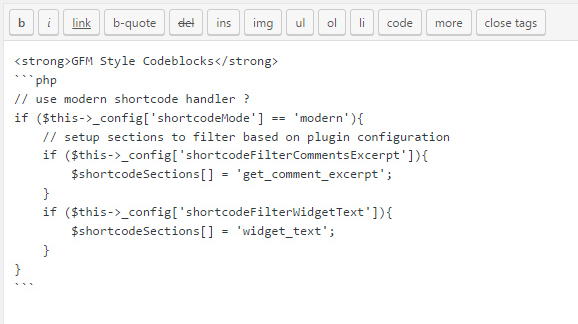 b i link b-quote del ins img ul ol li code more close tags
<strong>GFM Style Codeblocks</strong>
```php
// use modern shortcode handler ?
if ($this->_config['shortcodeMode'] == 'modern'){
    // setup sections to filter based on plugin configuration
    if ($this->_config['shortcodeFilterCommentsExcerpt']){
        $shortcodeSections[] = 'get_comment_excerpt';
    }
    if ($this->_config['shortcodeFilterWidgetText']){
        $shortcodeSections[] = 'widget_text';
    }
}
```